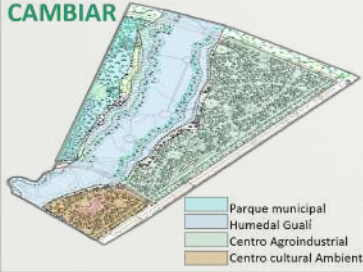 CAMBIAR
Parque municipal
Humedal Gualí
Centro Agroindustrial
Centro cultural Ambient